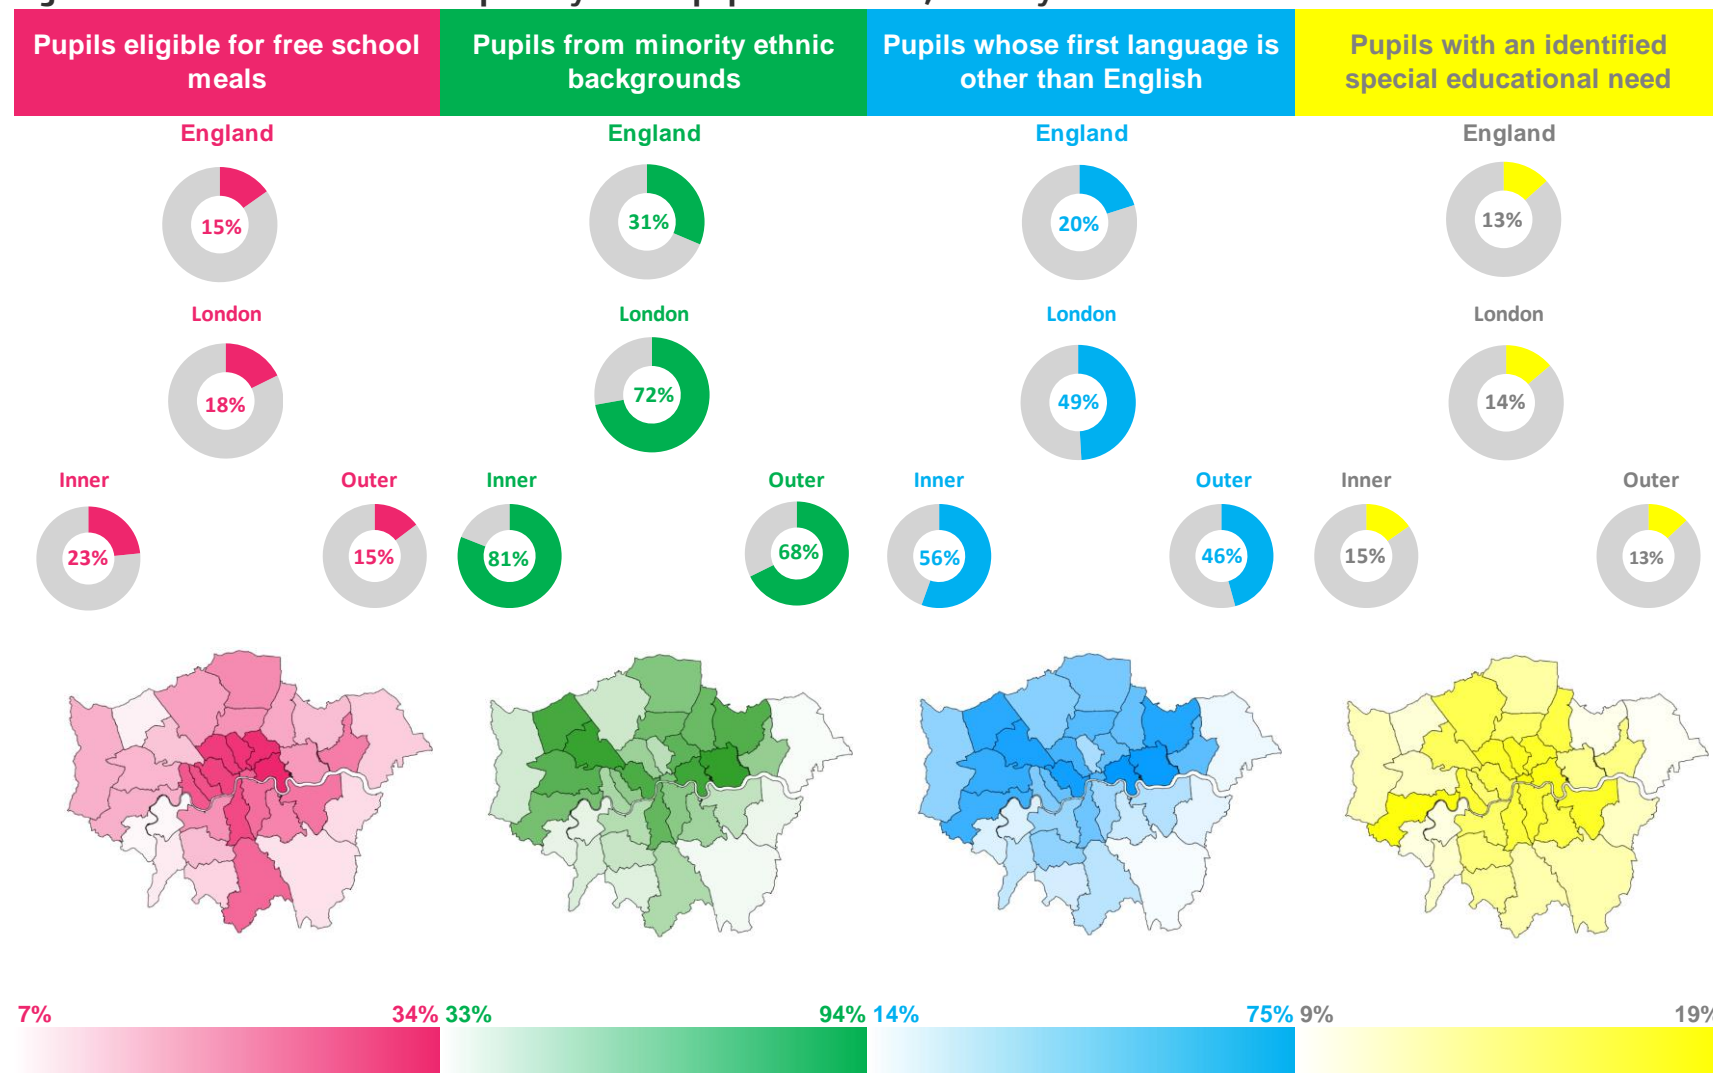 Pupils eligible for free school
meals
Pupils from minority ethnic
backgrounds
Pupils whose first language is
other than English
Pupils with an identified
special educational need
England
15%
London
18%
Inner
23%
Outer
15%
7%
34%
England
31%
London
72%
Inner
81%
Outer
68%
33%
94%
England
20%
London
49%
Inner
56%
Outer
46%
14%
75%
England
13%
London
14%
Inner
15%
Outer
13%
9%
19%